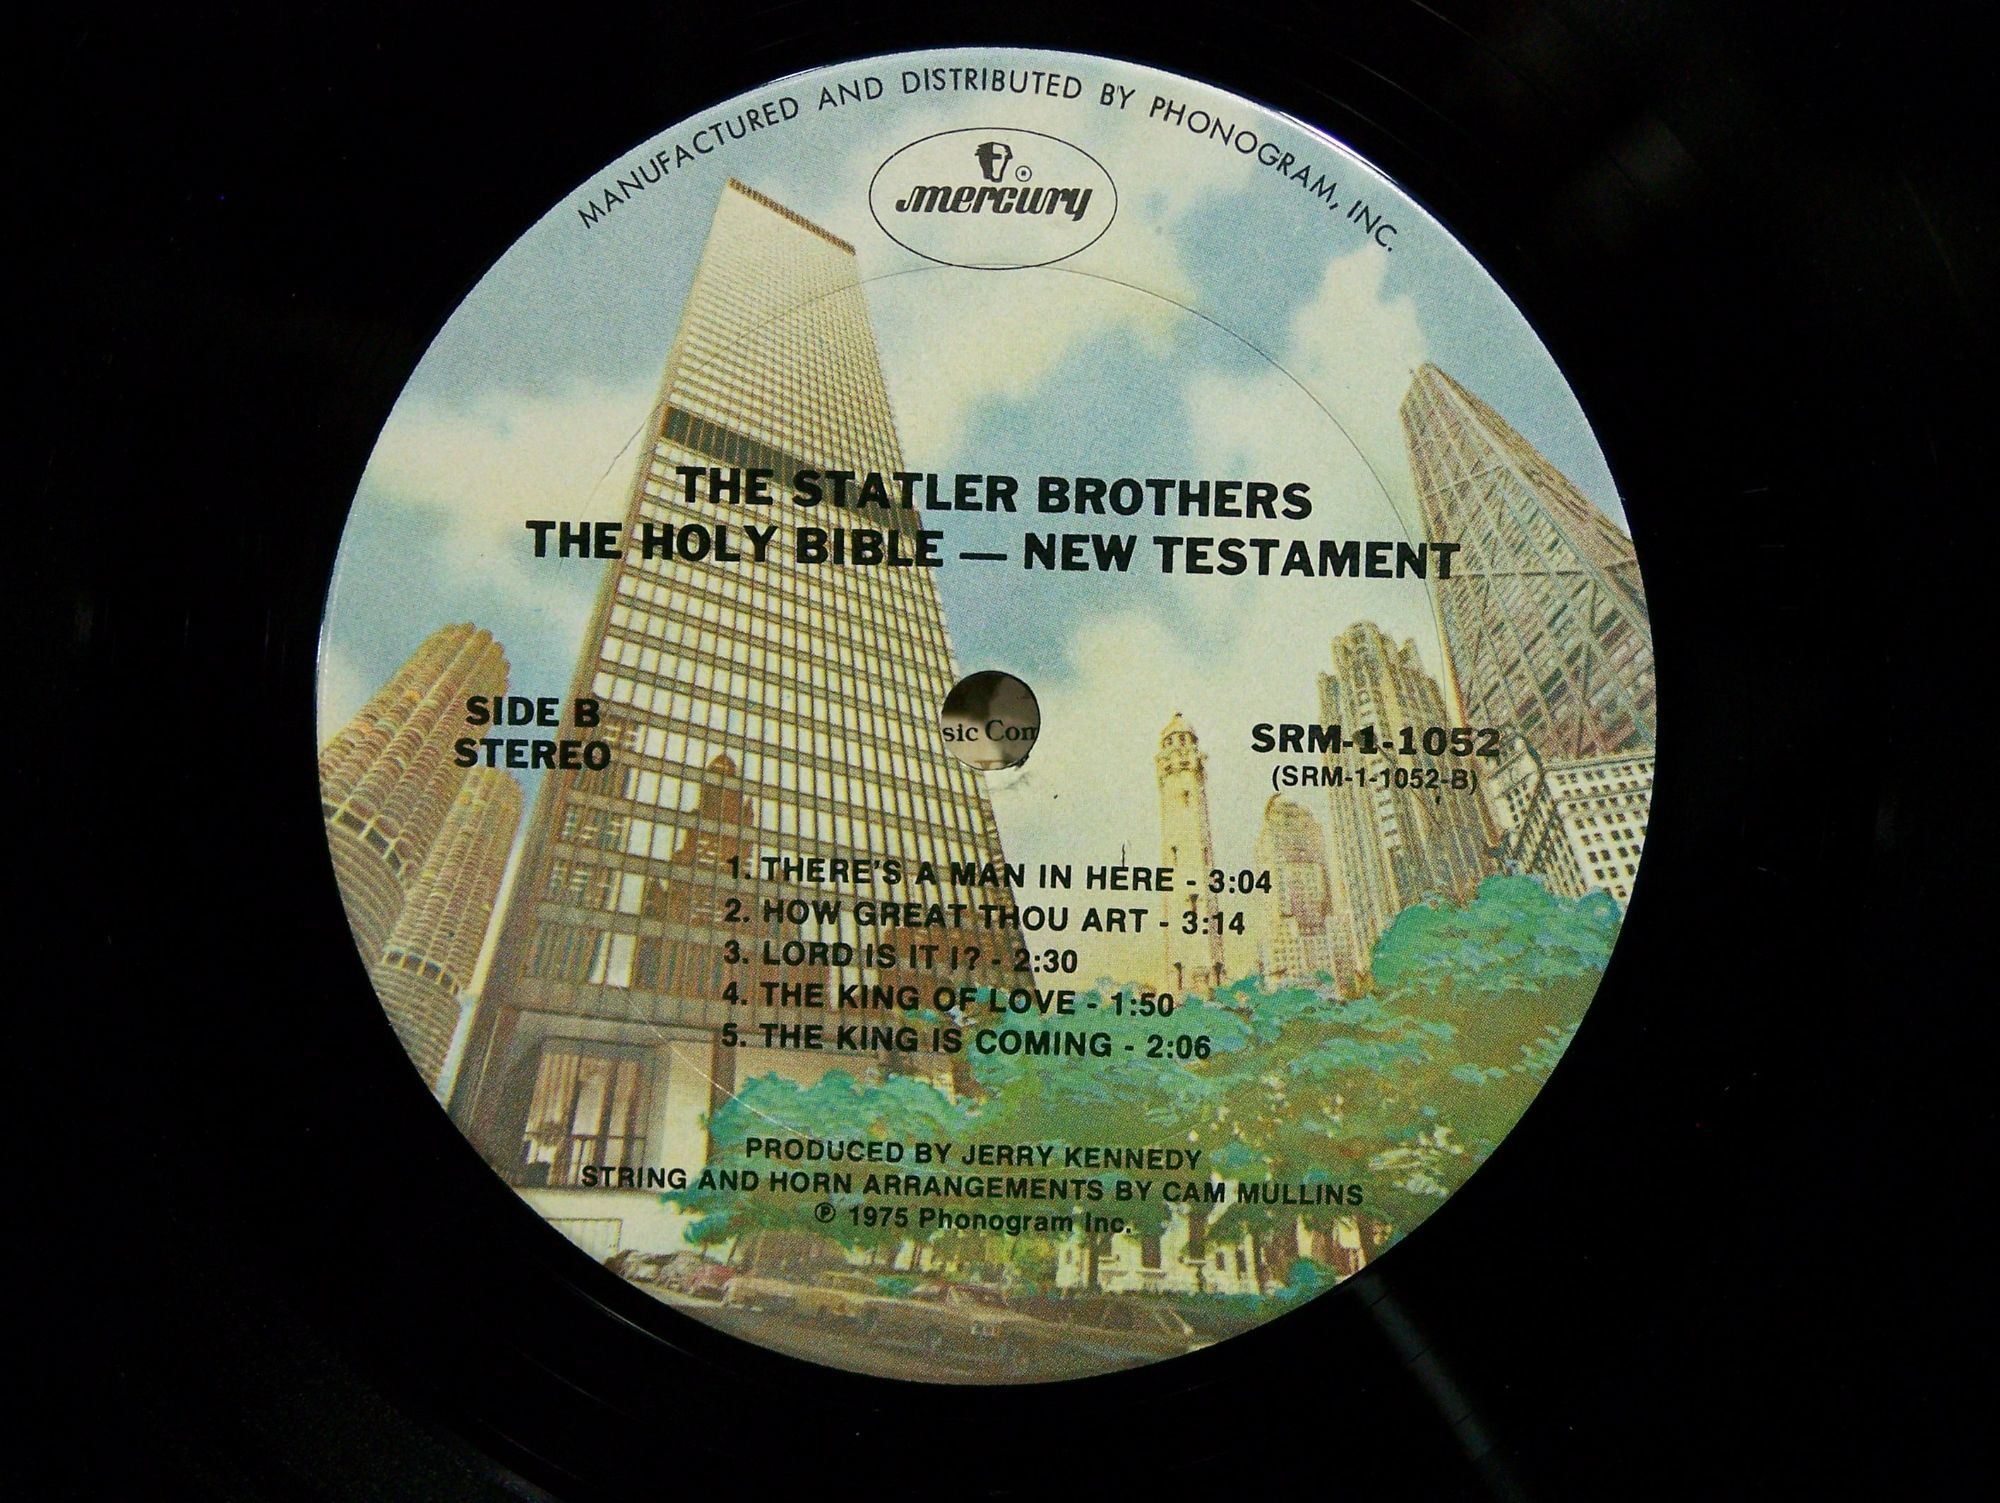 MANUFACTURED AND DISTRIBUTED BY PHONOGRAM, INC.
mercury
THE STATLER BROTHERS
THE HOLY BIBLE — NEW TESTAMENT
SIDE B
STEREO
sic Com
SRM-1-1052
(SRM-1-1052-B)
1. THERE'S A MAN IN HERE - 3:04
2. HOW GREAT THOU ART - 3:14
3. LORD IS IT I? - 2:30
4. THE KING OF LOVE - 1:50
5. THE KING IS COMING - 2:06
PRODUCED BY JERRY KENNEDY
STRING AND HORN ARRANGEMENTS BY CAM MULLINS
℗ 1975 Phonogram Inc.